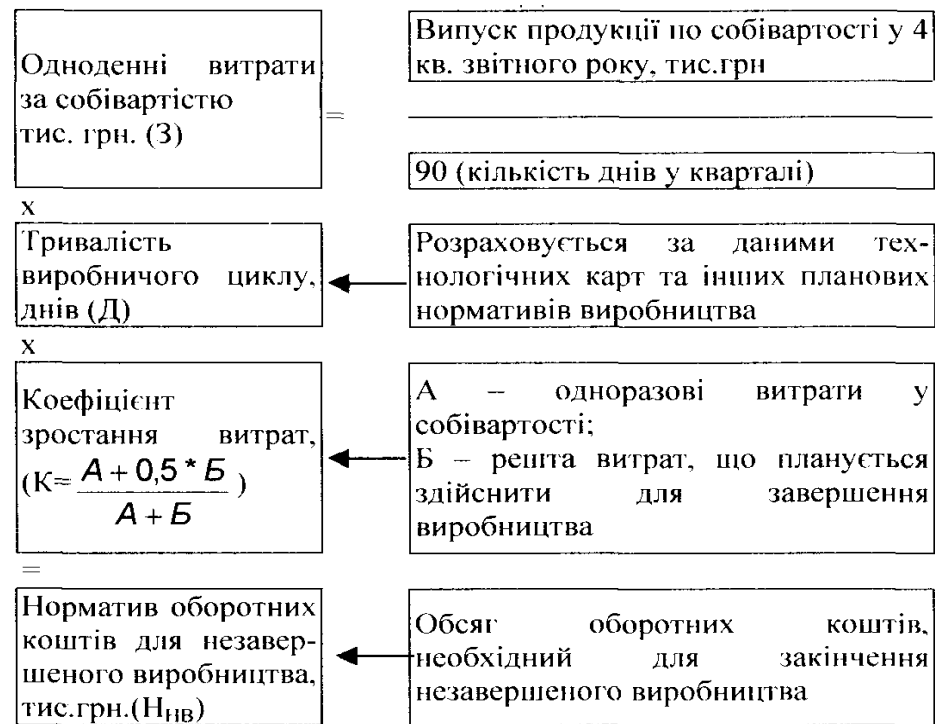 Одноденні витрати
за собівартістю
тис. грн. (З)
=
Випуск продукції по собівартості у 4
кв. звітного року, тис.грн
90 (кількість днів у кварталі)
х
Тривалість
виробничого циклу,
днів (Д)
Розраховується за даними тех-
нологічних карт та інших планових
нормативів виробництва
х
Коефіцієнт
зростання витрат,
(К= А + 0,5 * Б )
А + Б
А – одноразові витрати у
собівартості;
Б – решта витрат, що планується
здійснити для завершення
виробництва
=
Норматив оборотних
коштів для незавер-
шеного виробництва,
тис.грн.(ННВ)
Обсяг оборотних коштів,
необхідний для закінчення
незавершеного виробництва